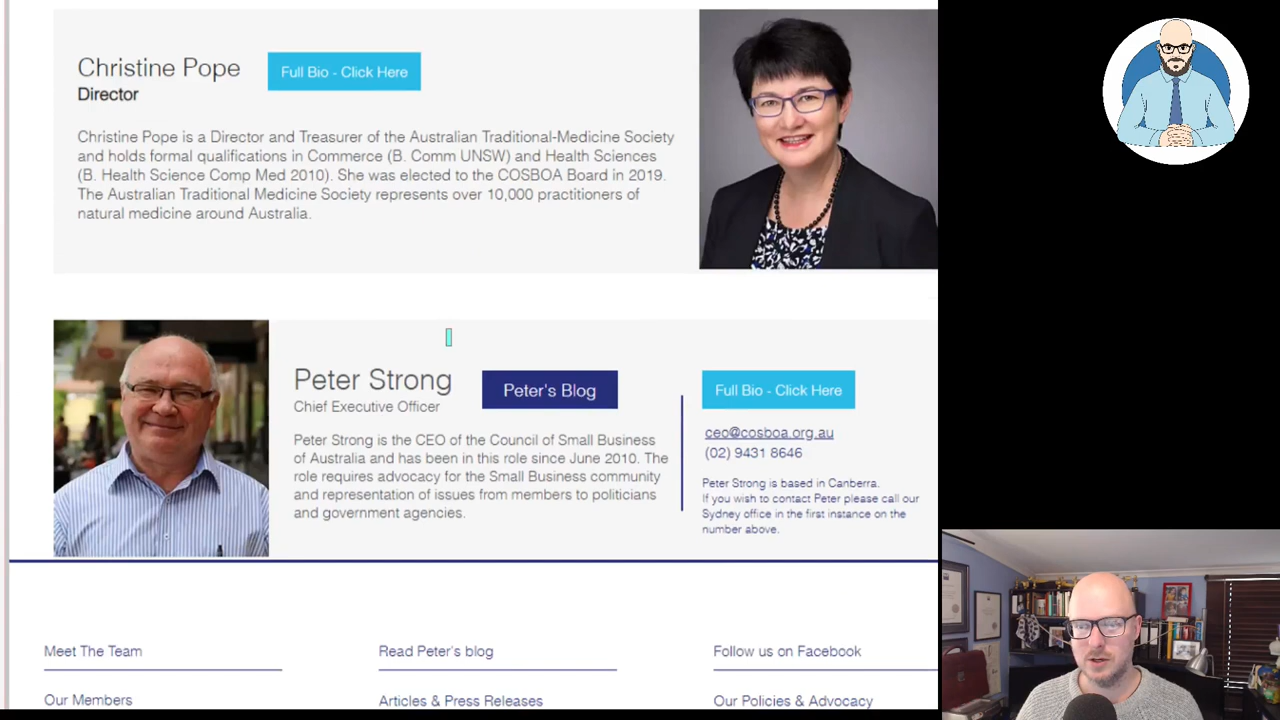 Christine Pope
Full Bio - Click Here
Director
Christine Pope is a Director and Treasurer of the Australian Traditional-Medicine Society
and holds formal qualifications in Commerce (B. Comm UNSW) and Health Sciences
(B. Health Science Comp Med 2010). She was elected to the COSBOA Board in 2019.
The Australian Traditional Medicine Society represents over 10,000 practitioners of
natural medicine around Australia.
Peter Strong
Chief Executive Officer
Peter's Blog
Peter Strong is the CEO of the Council of Small Business
of Australia and has been in this role since June 2010. The
role requires advocacy for the Small Business community
and representation of issues from members to politicians
and government agencies.
Full Bio - Click Here
ceo@cosboa.org.au
(02) 9431 8646
Peter Strong is based in Canberra.
If you wish to contact Peter please call our
Sydney office in the first instance on the
number above.
Meet The Team
Read Peter's blog
Follow us on Facebook
Our Members
Articles & Press Releases
Our Policies & Advocacy